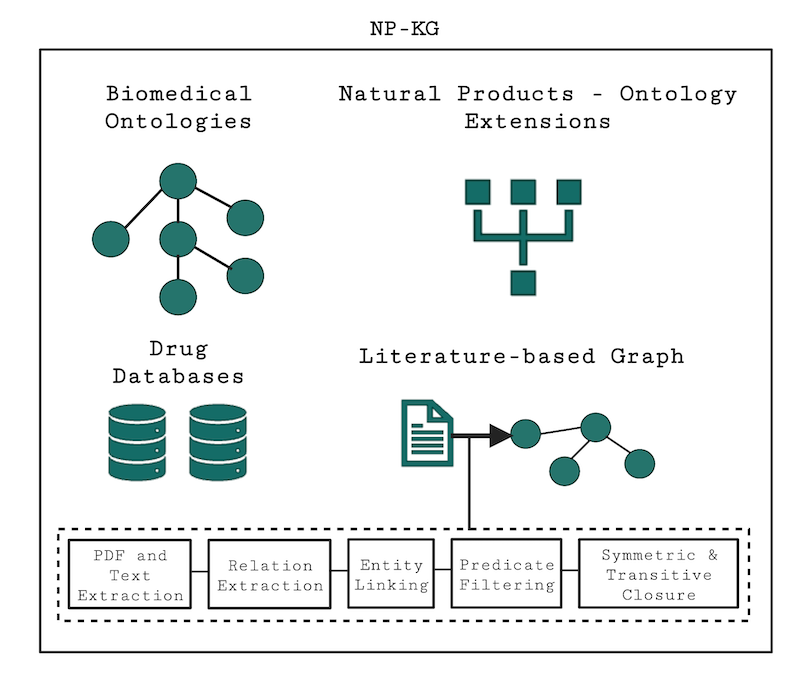 NP-KG
Biomedical
Ontologies
Natural Products - Ontology
Extensions
Drug
Databases
Literature-based Graph
PDF and
Text
Extraction
Relation
Extraction
Entity
Linking
Predicate
Filtering
Symmetric &
Transitive
Closure